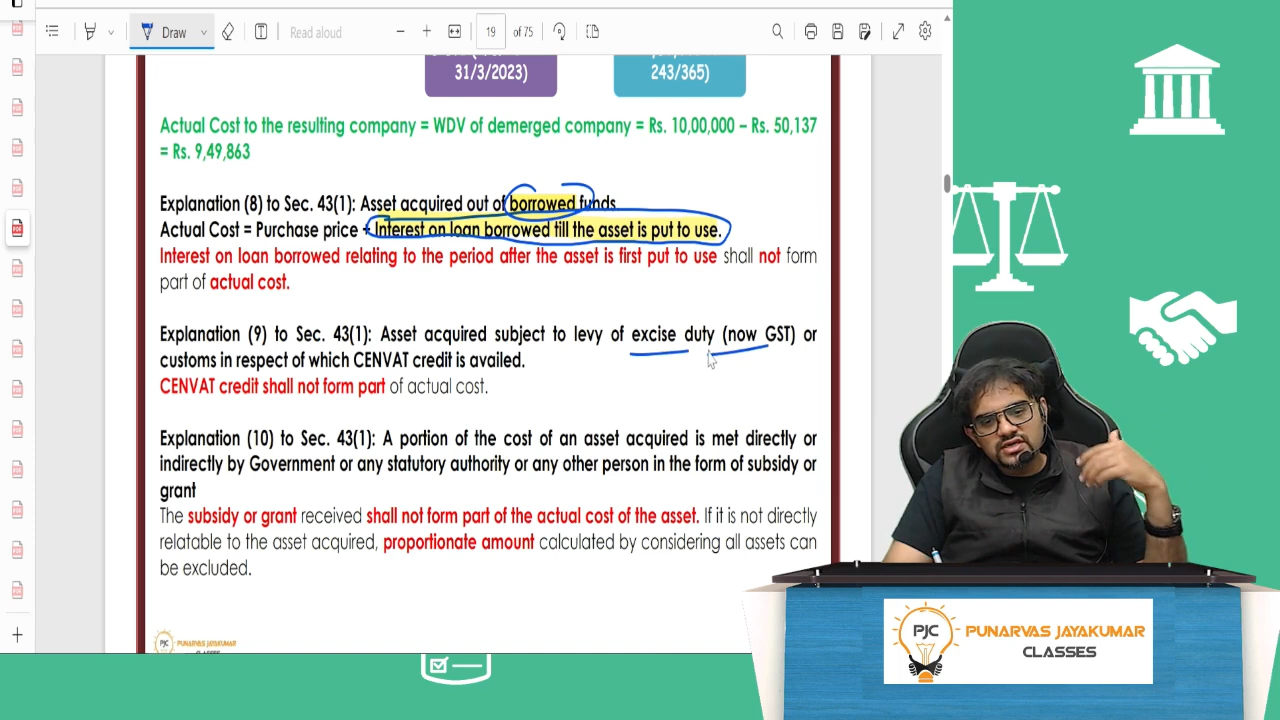 Draw
Read aloud
19 of 75
31/3/2023)
243/365)
Actual Cost to the resulting company = WDV of demerged company = Rs. 10,00,000 – Rs. 50,137
= Rs. 9,49,863
Explanation (8) to Sec. 43(1): Asset acquired out of borrowed funds
Actual Cost = Purchase price + Interest on loan borrowed till the asset is put to use.
Interest on loan borrowed relating to the period after the asset is first put to use shall not form
part of actual cost.
Explanation (9) to Sec. 43(1): Asset acquired subject to levy of excise duty (now GST) or
customs in respect of which CENVAT credit is availed.
CENVAT credit shall not form part of actual cost.
Explanation (10) to Sec. 43(1): A portion of the cost of an asset acquired is met directly or
indirectly by Government or any statutory authority or any other person in the form of subsidy or
grant
The subsidy or grant received shall not form part of the actual cost of the asset. If it is not directly
relatable to the asset acquired, proportionate amount calculated by considering all assets can
be excluded.
PUNARVAS JAYAKUMAR
PJC
PUNARVAS JAYAKUMAR
CLASSES